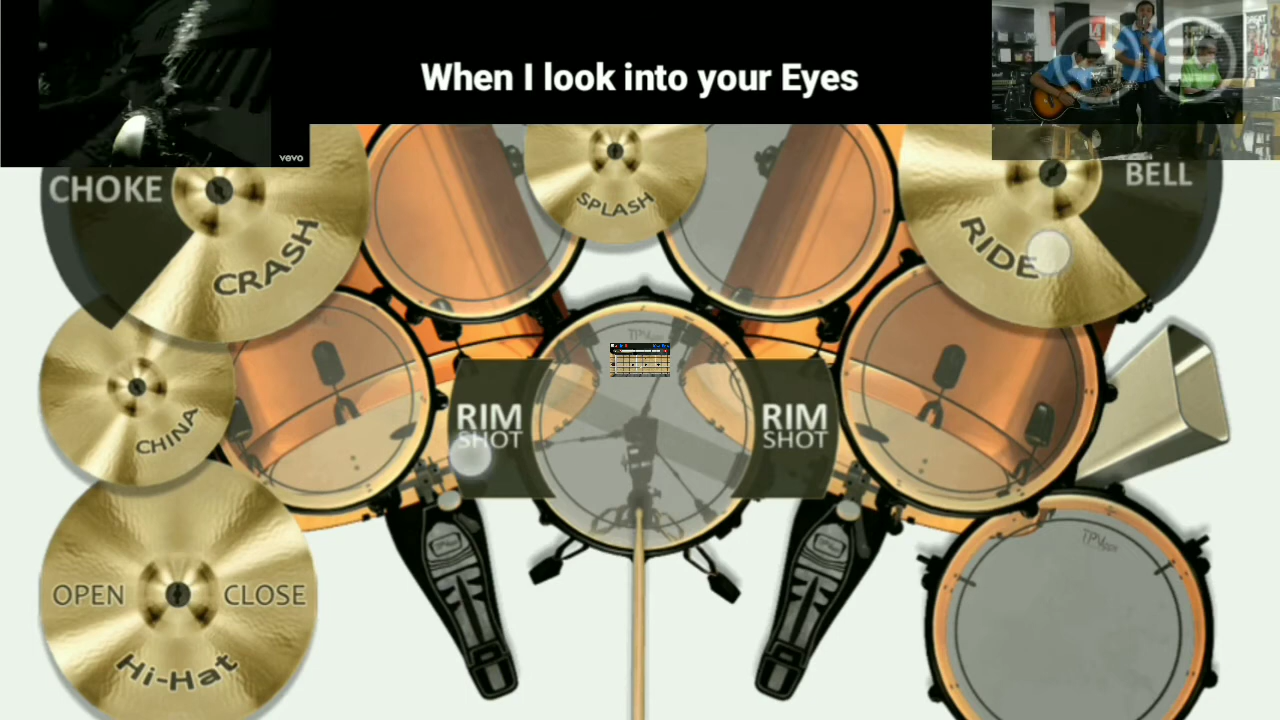 When I look into your Eyes
vevo
CHOKE
BELL
SPLASH
CRASH
RIDE
CHINA
RIM
SHOT
RIM
SHOT
OPEN
CLOSE
Hi-Hat